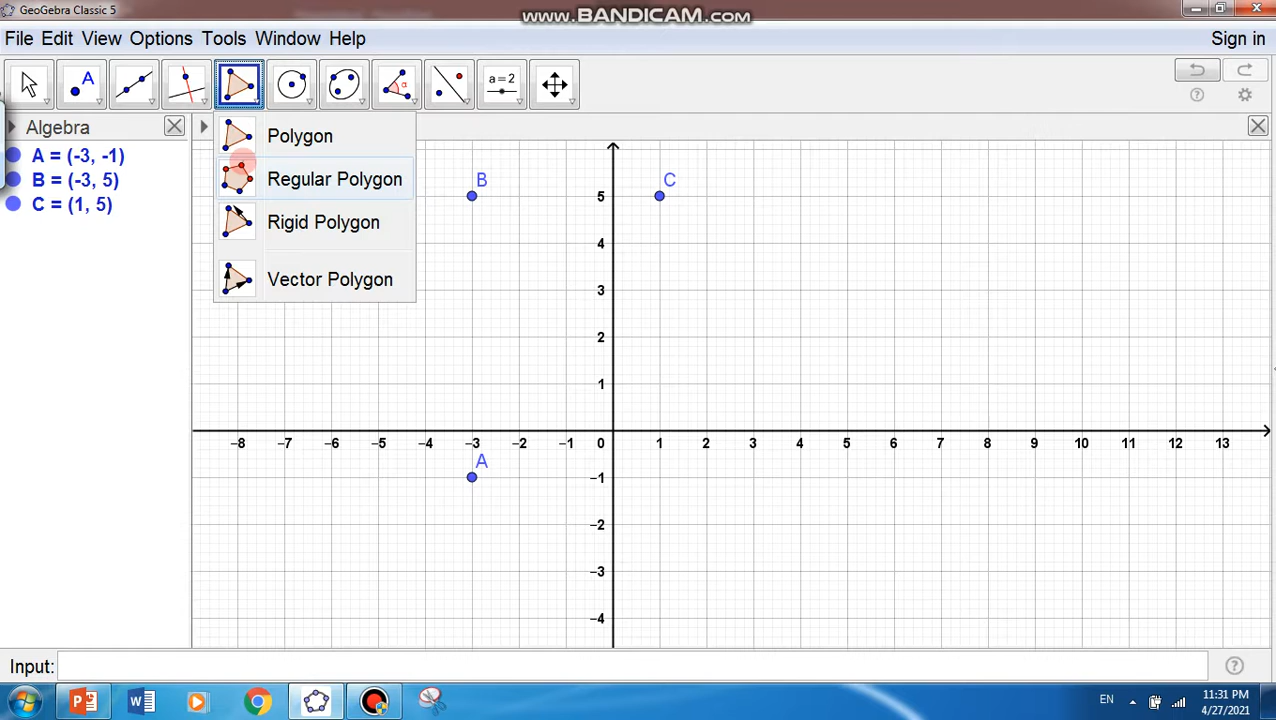 GeoGebra Classic 5
www.BANDICAM.com
File Edit View Options Tools Window Help
Sign in
A
α
a = 2
Algebra
A = (-3, -1)
B = (-3, 5)
C = (1, 5)
Polygon
Regular Polygon
Rigid Polygon
Vector Polygon
B
C
5
4
3
2
1
–8 –7 –6 –5 –4 –3 –2 –1 0 1 2 3 4 5 6 7 8 9 10 11 12 13
A
–1
–2
–3
–4
Input:
EN
11:31 PM
4/27/2021